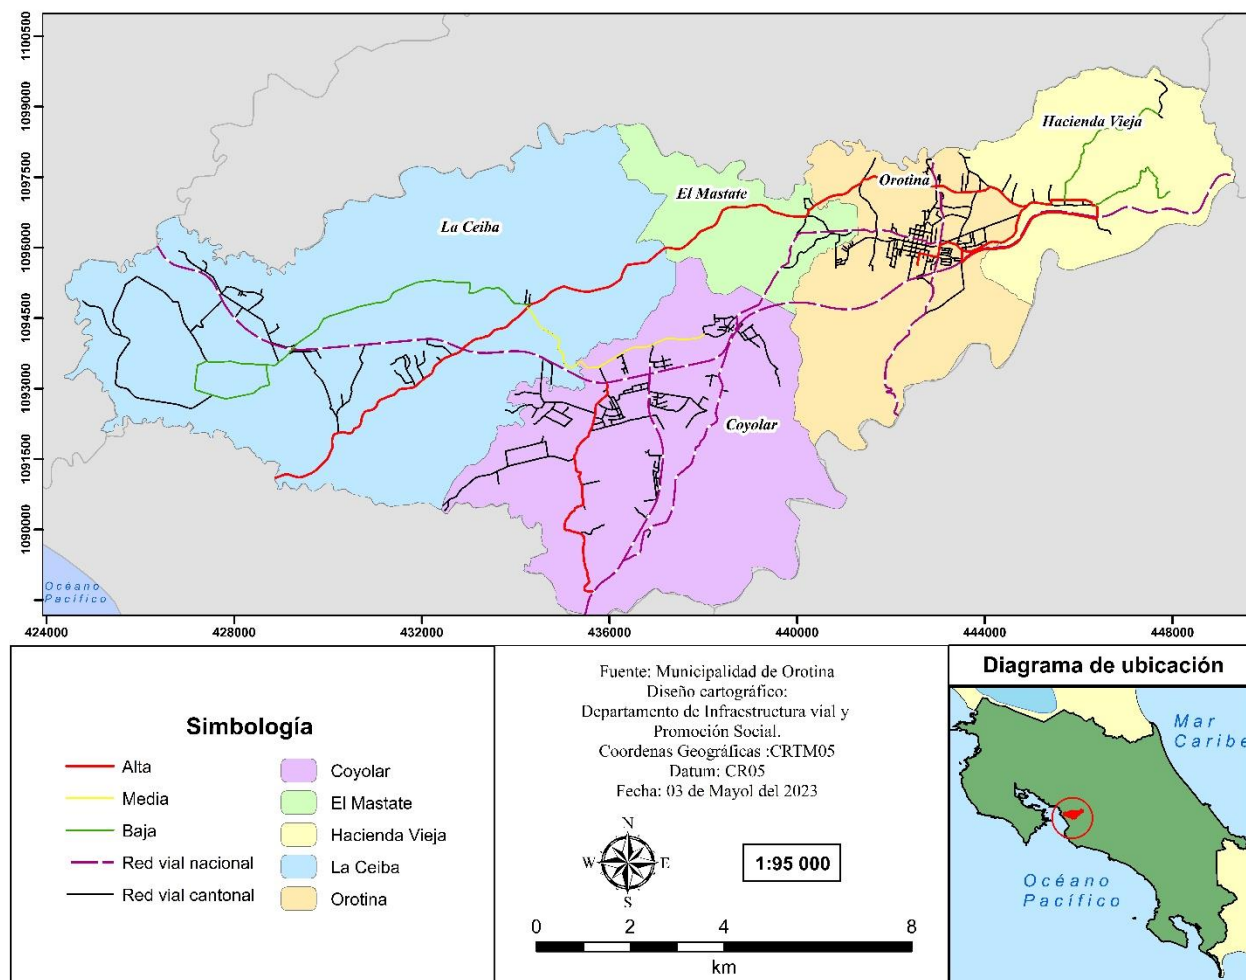 1100500
1099000
1097500
1096000
1094500
1093000
1091500
1090000
Hacienda Vieja
Orotina
El Mastate
La Ceiba
Coyolar
Océano
Pacífico
424000
428000
432000
436000
440000
444000
448000
Simbología
Alta
Media
Baja
Red vial nacional
Red vial cantonal
Coyolar
El Mastate
Hacienda Vieja
La Ceiba
Orotina
Fuente: Municipalidad de Orotina
Diseño cartográfico:
Departamento de Infraestructura vial y
Promoción Social.
Coordenas Geográficas :CRTM05
Datum: CR05
Fecha: 03 de Mayol del 2023
N
W
E
S
1:95 000
0
2
4
8
km
Diagrama de ubicación
Mar
Caribe
Océano
Pacífico